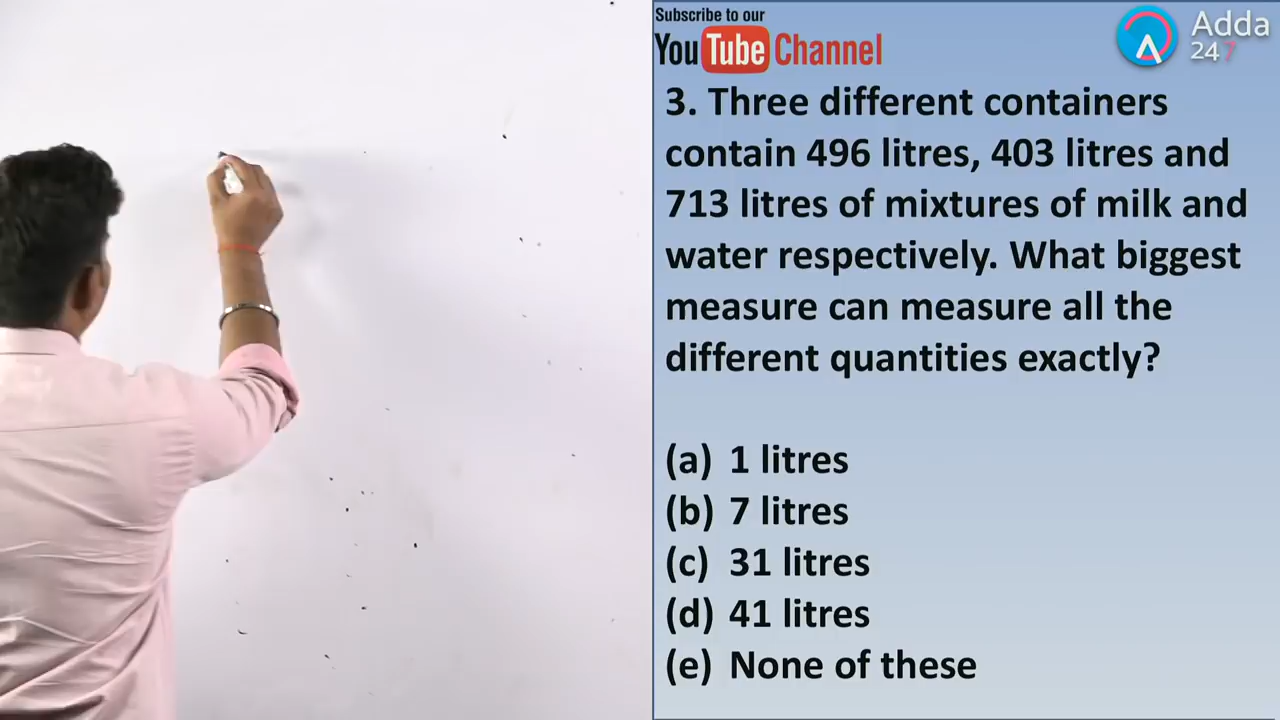 Subscribe to our
YouTube Channel
Adda
247
3. Three different containers
contain 496 litres, 403 litres and
713 litres of mixtures of milk and
water respectively. What biggest
measure can measure all the
different quantities exactly?
(a) 1 litres
(b) 7 litres
(c) 31 litres
(d) 41 litres
(e) None of these